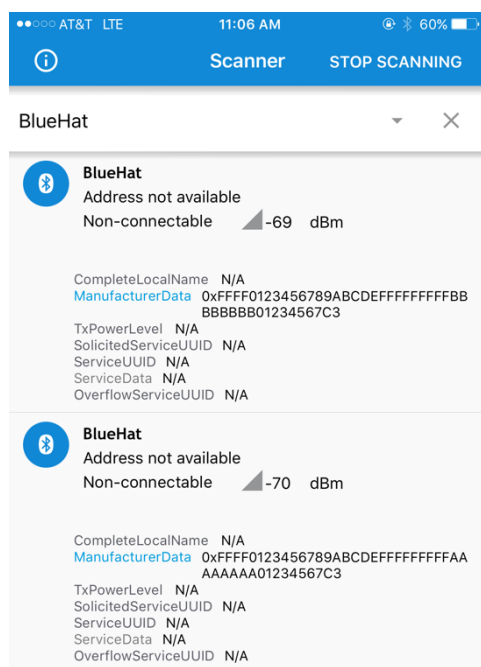 AT&T LTE 11:06 AM 60%
Scanner STOP SCANNING
BlueHat
BlueHat
Address not available
Non-connectable -69 dBm
CompleteLocalName N/A
ManufacturerData 0xFFFF0123456789ABCDEFFFFFFFFFBB
BBBBBB01234567C3
TxPowerLevel N/A
SolicitedServiceUUID N/A
ServiceUUID N/A
ServiceData N/A
OverflowServiceUUID N/A
BlueHat
Address not available
Non-connectable -70 dBm
CompleteLocalName N/A
ManufacturerData 0xFFFF0123456789ABCDEFFFFFFFFFAA
AAAAAA01234567C3
TxPowerLevel N/A
SolicitedServiceUUID N/A
ServiceUUID N/A
ServiceData N/A
OverflowServiceUUID N/A